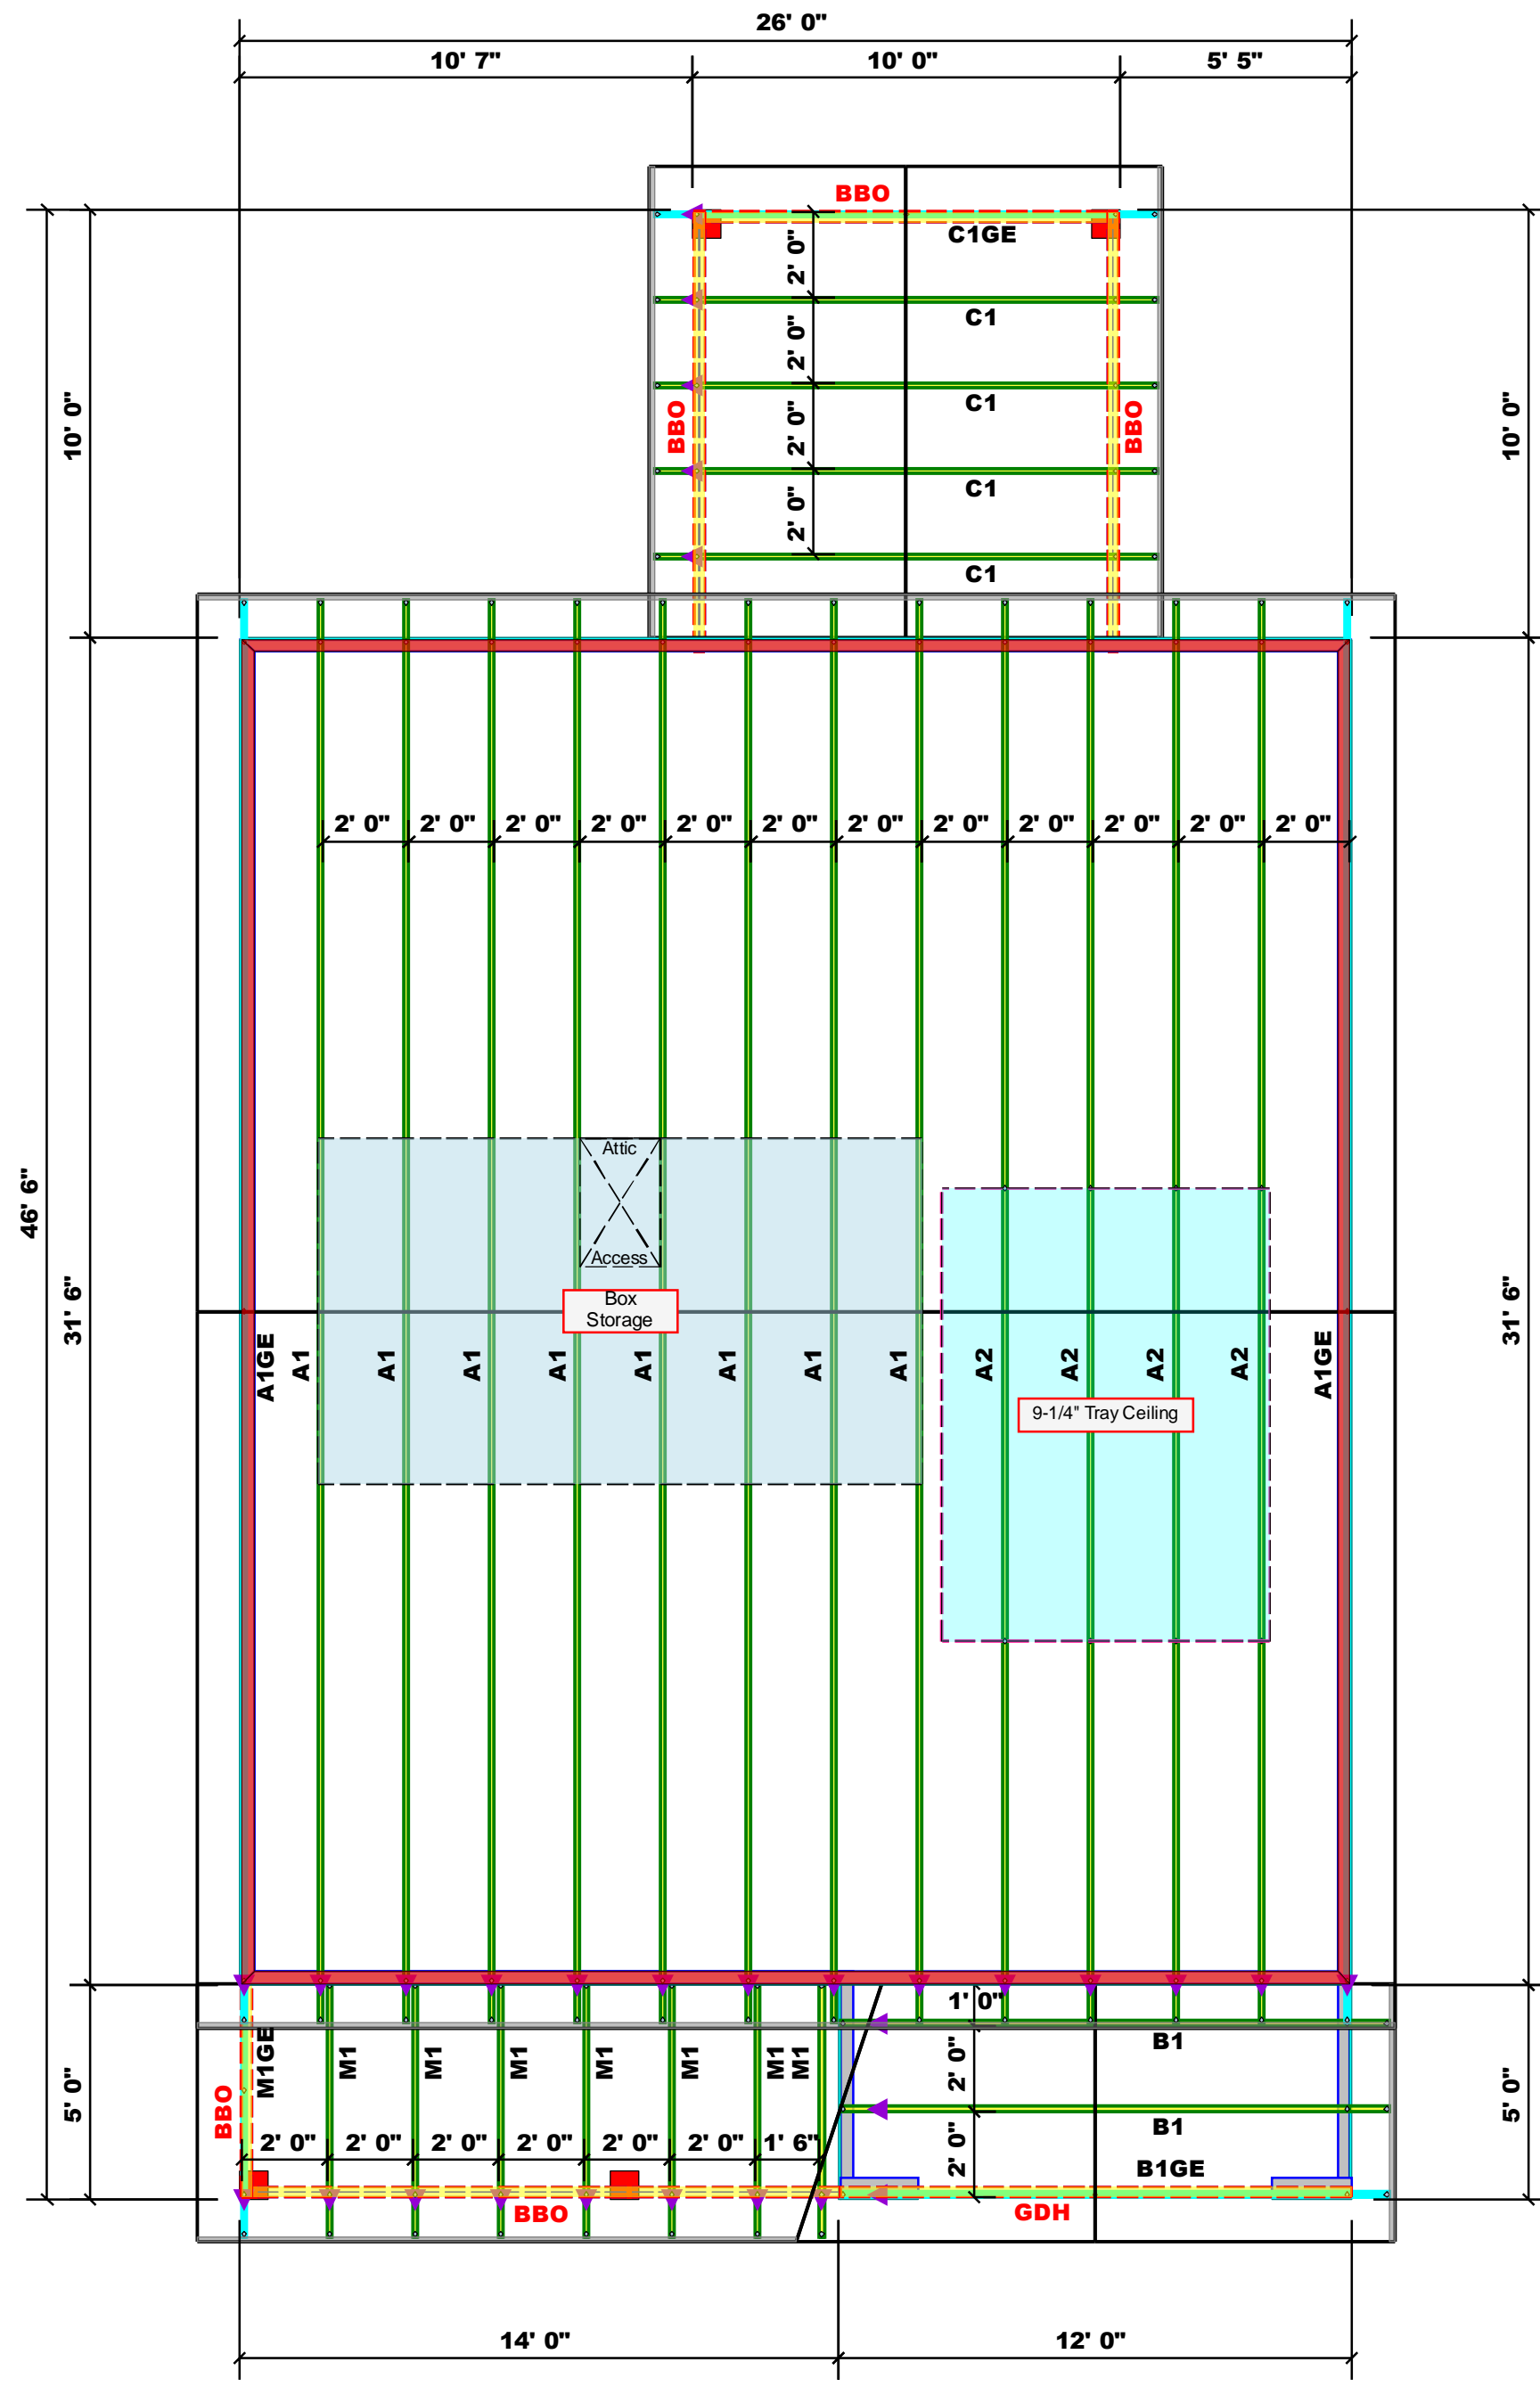 26' 0"
10' 7"
10' 0"
5' 5"
BBO
C1GE
2' 0"
C1
2' 0"
10' 0"
BBO
BBO
10' 0"
C1
2' 0"
C1
2' 0"
C1
2' 0"
2' 0"
2' 0"
2' 0"
2' 0"
2' 0"
2' 0"
2' 0"
2' 0"
2' 0"
2' 0"
2' 0"
Attic
Access
46' 6"
31' 6"
31' 6"
Box
Storage
A1GE
A1
A1
A1
A1
A1
A1
A1
A1
A2
A2
A2
A2
A1GE
9-1/4" Tray Ceiling
1' 0"
B1
M1GE
M1
M1
M1
M1
M1
M1
M1
2' 0"
5' 0"
BBO
5' 0"
B1
2' 0"
2' 0"
2' 0"
2' 0"
2' 0"
2' 0"
1' 6"
2' 0"
B1GE
BBO
GDH
14' 0"
12' 0"